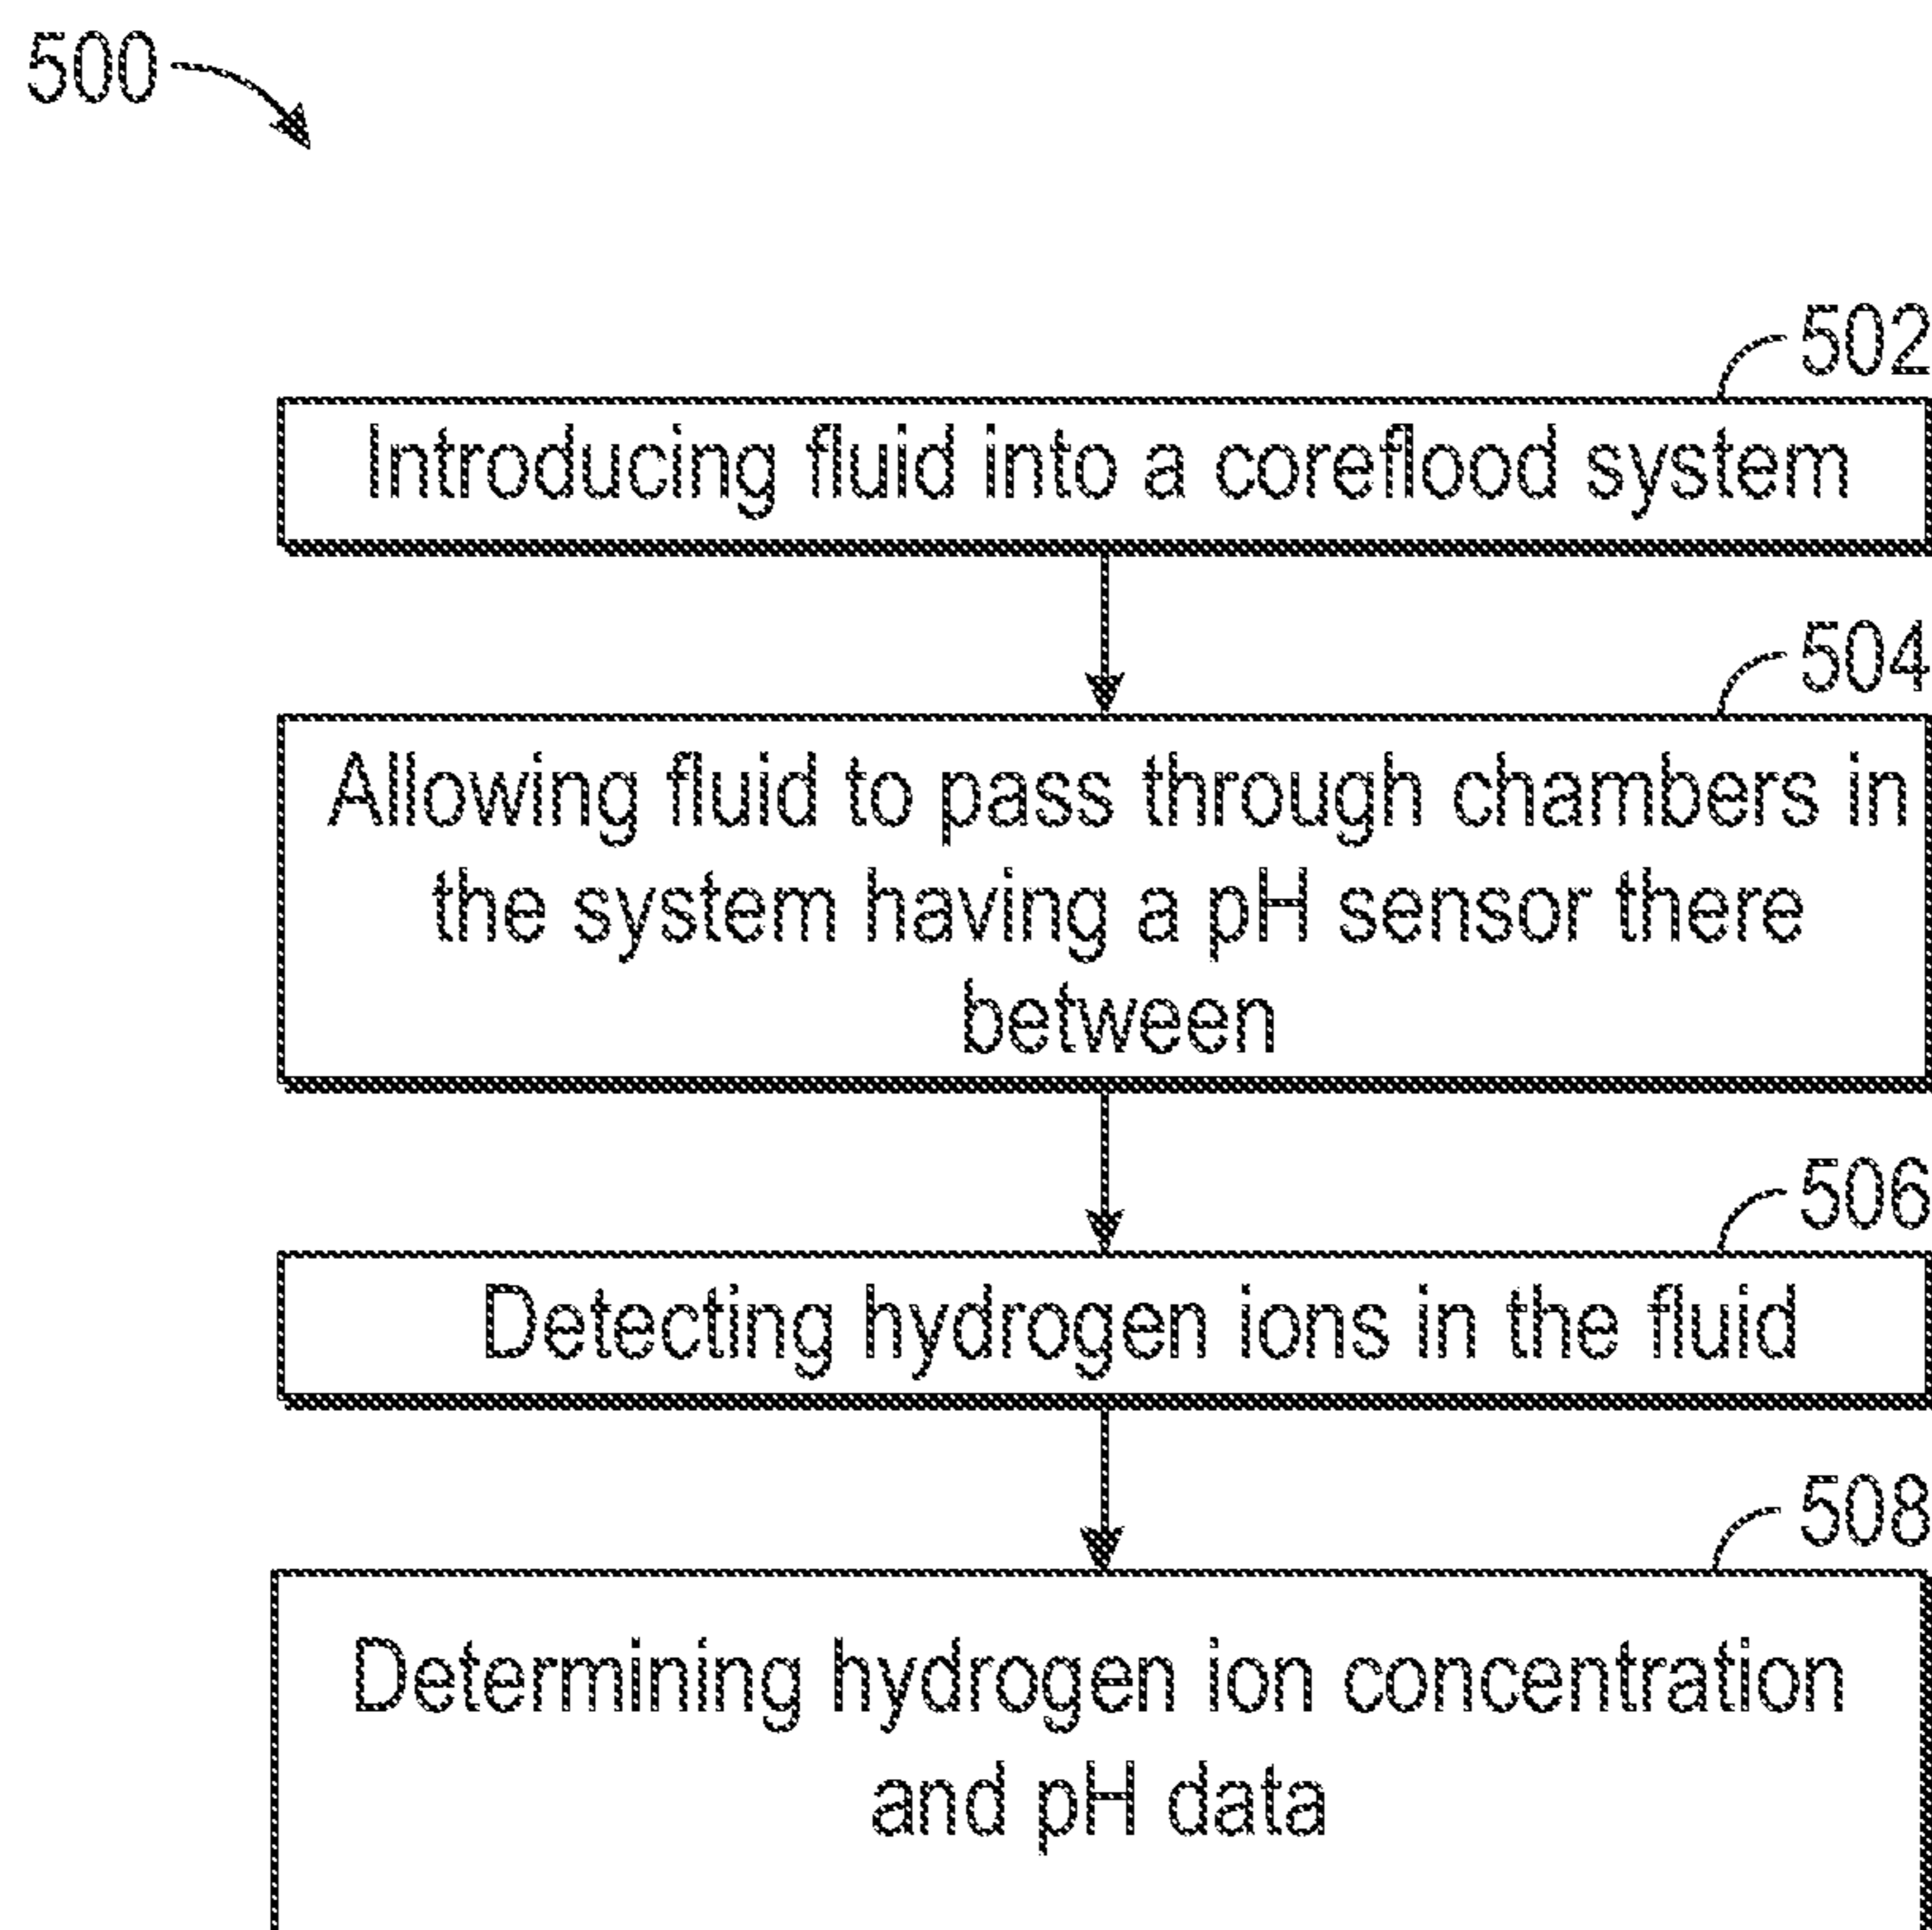 500
502
Introducing fluid into a coreflood system
504
Allowing fluid to pass through chambers in
the system having a pH sensor there
between
506
Detecting hydrogen ions in the fluid
508
Determining hydrogen ion concentration
and pH data